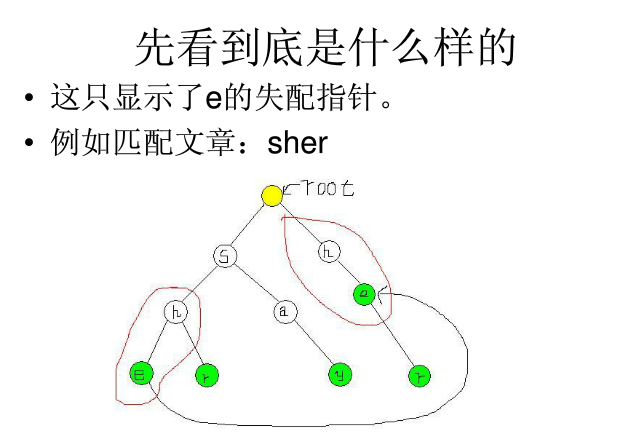 先看到底是什么样的
• 这只显示了e的失配指针。
• 例如匹配文章：sher
root
s
h
h
e
a
e
r
y
r